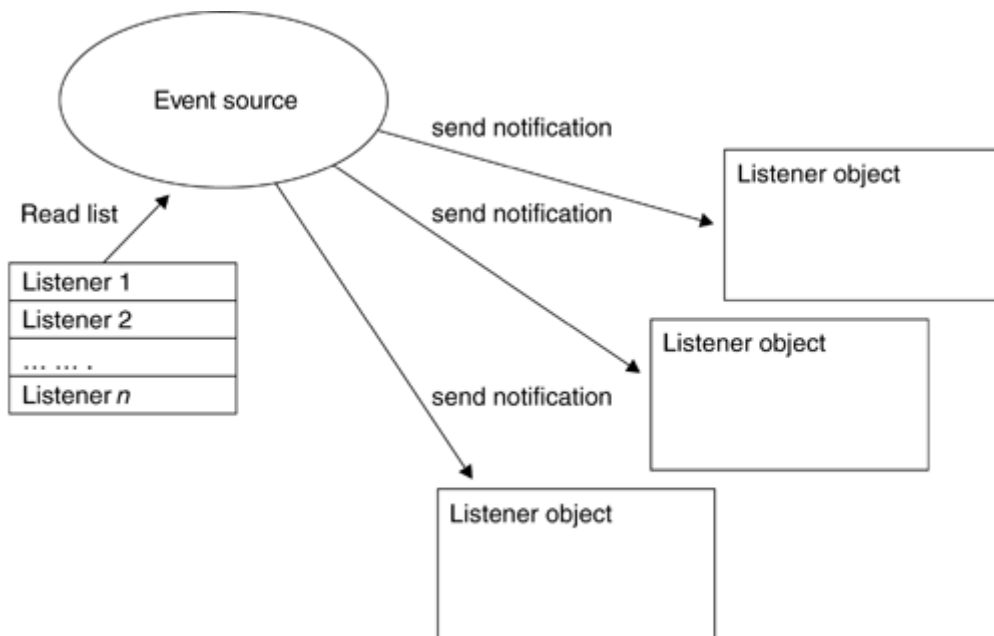 Event source
send notification
Listener object
Read list
send notification
Listener 1
Listener 2
... ... .
Listener n
Listener object
send notification
Listener object